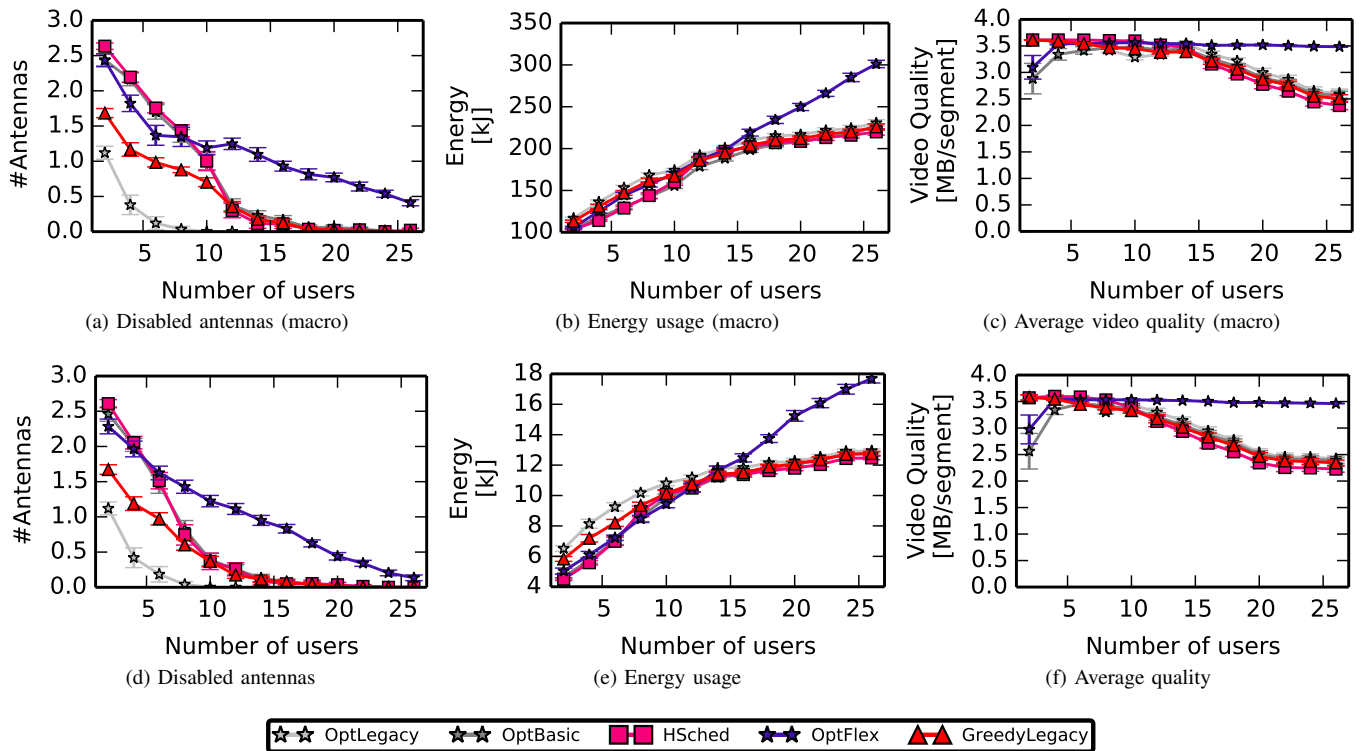 3.0
2.5
2.0
1.5
1.0
0.5
0.0
#Antennas
5 10 15 20 25
Number of users
(a) Disabled antennas (macro)
350
300
250
200
150
100
Energy
[kJ]
5 10 15 20 25
Number of users
(b) Energy usage (macro)
4.0
3.5
3.0
2.5
2.0
1.5
1.0
0.5
0.0
Video Quality
[MB/segment]
5 10 15 20 25
Number of users
(c) Average video quality (macro)
3.0
2.5
2.0
1.5
1.0
0.5
0.0
#Antennas
5 10 15 20 25
Number of users
(d) Disabled antennas
18
16
14
12
10
8
6
4
Energy
[kJ]
5 10 15 20 25
Number of users
(e) Energy usage
4.0
3.5
3.0
2.5
2.0
1.5
1.0
0.5
0.0
Video Quality
[MB/segment]
5 10 15 20 25
Number of users
(f) Average quality
OptLegacy OptBasic HSched OptFlex GreedyLegacy